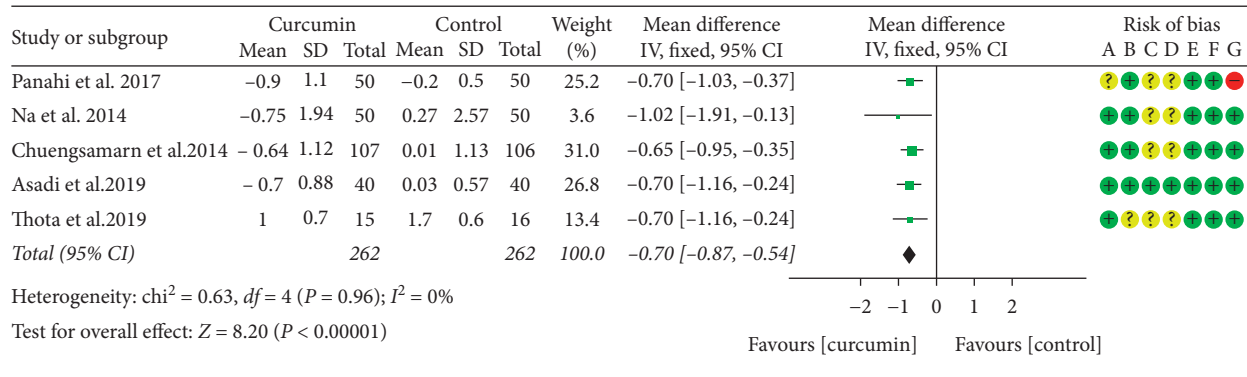 Study or subgroup Curcumin Control Weight (%) Mean difference IV, fixed, 95% CI Mean difference IV, fixed, 95% CI Risk of bias
Mean SD Total Mean SD Total A B C D E F G
Panahi et al. 2017 −0.9 1.1 50 −0.2 0.5 50 25.2 −0.70 [−1.03, −0.37] ? + ? ? + + −
Na et al. 2014 −0.75 1.94 50 0.27 2.57 50 3.6 −1.02 [−1.91, −0.13] + + ? ? + + +
Chuengsamarn et al.2014 − 0.64 1.12 107 0.01 1.13 106 31.0 −0.65 [−0.95, −0.35] + + ? ? + + +
Asadi et al.2019 − 0.7 0.88 40 0.03 0.57 40 26.8 −0.70 [−1.16, −0.24] + + + + + + +
Thota et al.2019 1 0.7 15 1.7 0.6 16 13.4 −0.70 [−1.16, −0.24] + ? ? ? + + +
Total (95% CI) 262 262 100.0 −0.70 [−0.87, −0.54]
Heterogeneity: chi² = 0.63, df = 4 (P = 0.96); I² = 0%
Test for overall effect: Z = 8.20 (P < 0.00001)
−2 −1 0 1 2
Favours [curcumin] Favours [control]